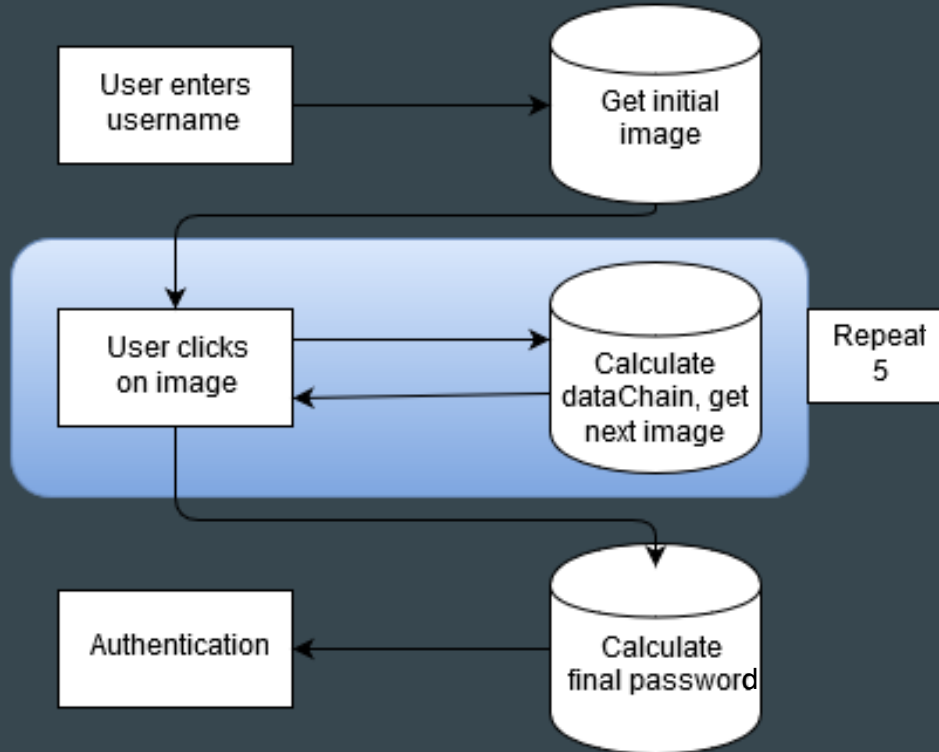 User enters
username
Get initial
image
User clicks
on image
Calculate
dataChain, get
next image
Repeat
5
Authentication
Calculate
final password